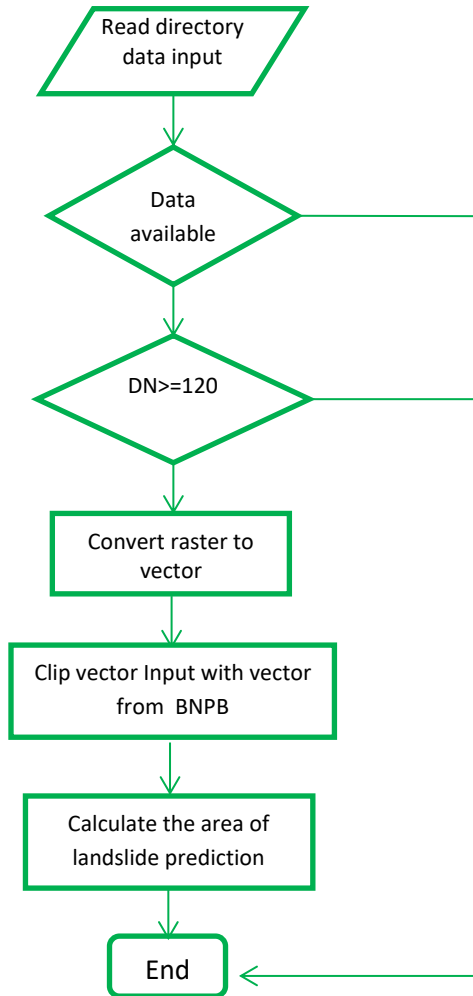 Read directory
data input
Data
available
DN>=120
Convert raster to
vector
Clip vector Input with vector
from BNPB
Calculate the area of
landslide prediction
End